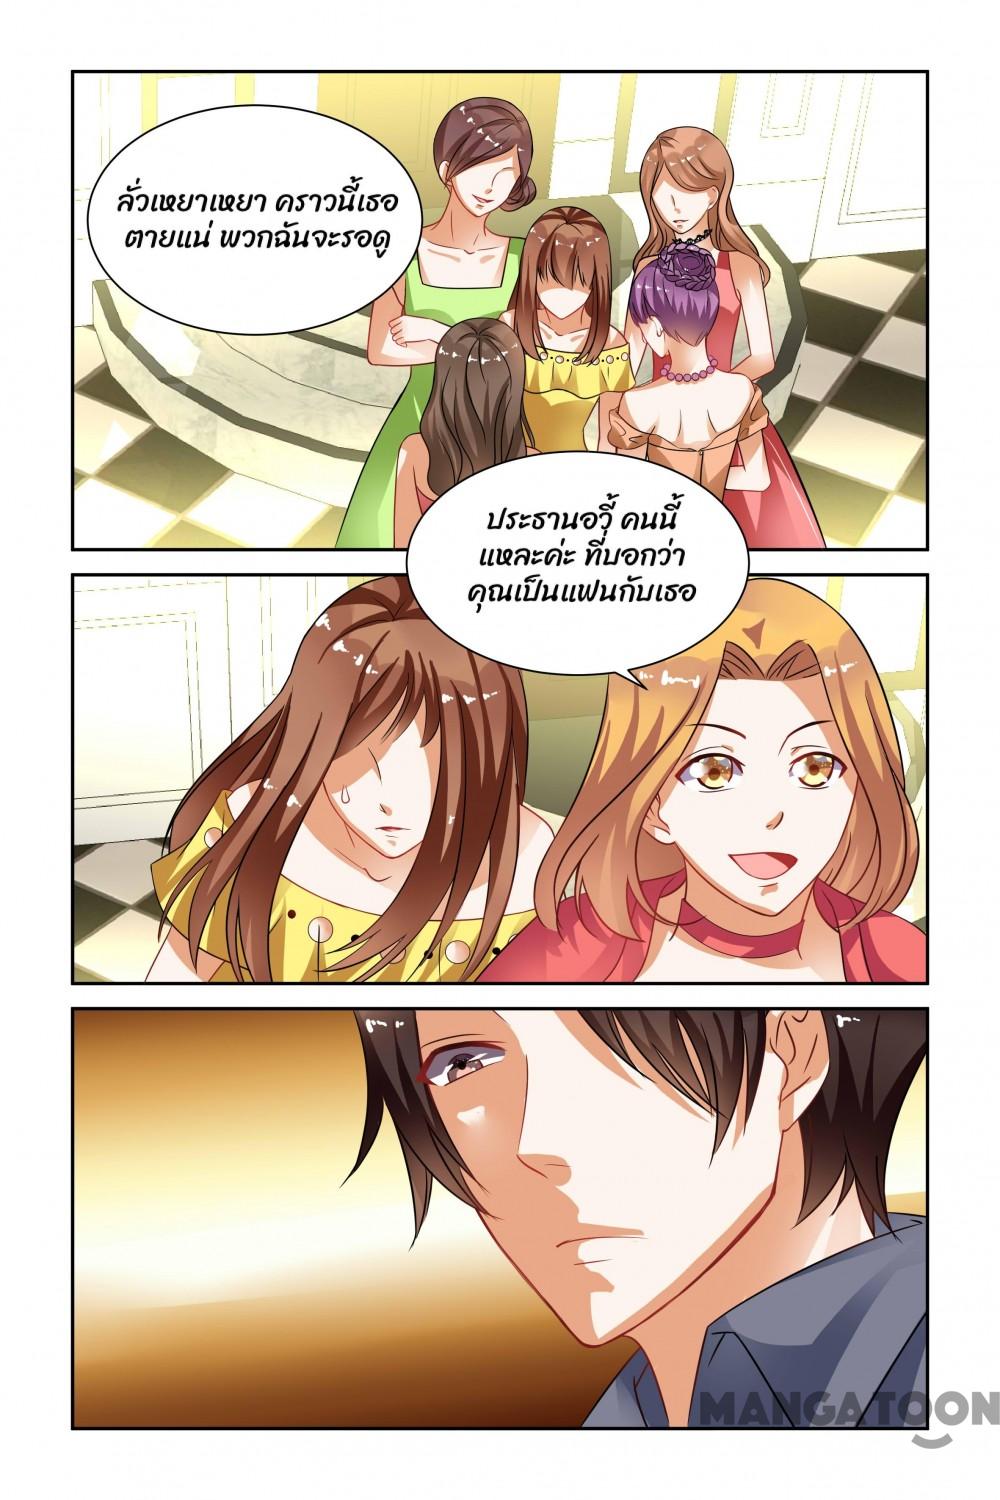 ลั่วเหยาเหยา คราวนี้เธอ
ตายแน่ พวกฉันจะรอดู
ประธานอวี้ คนนี้
แหละค่ะ ที่บอกว่า
คุณเป็นแฟนกับเธอ
MANGATOON